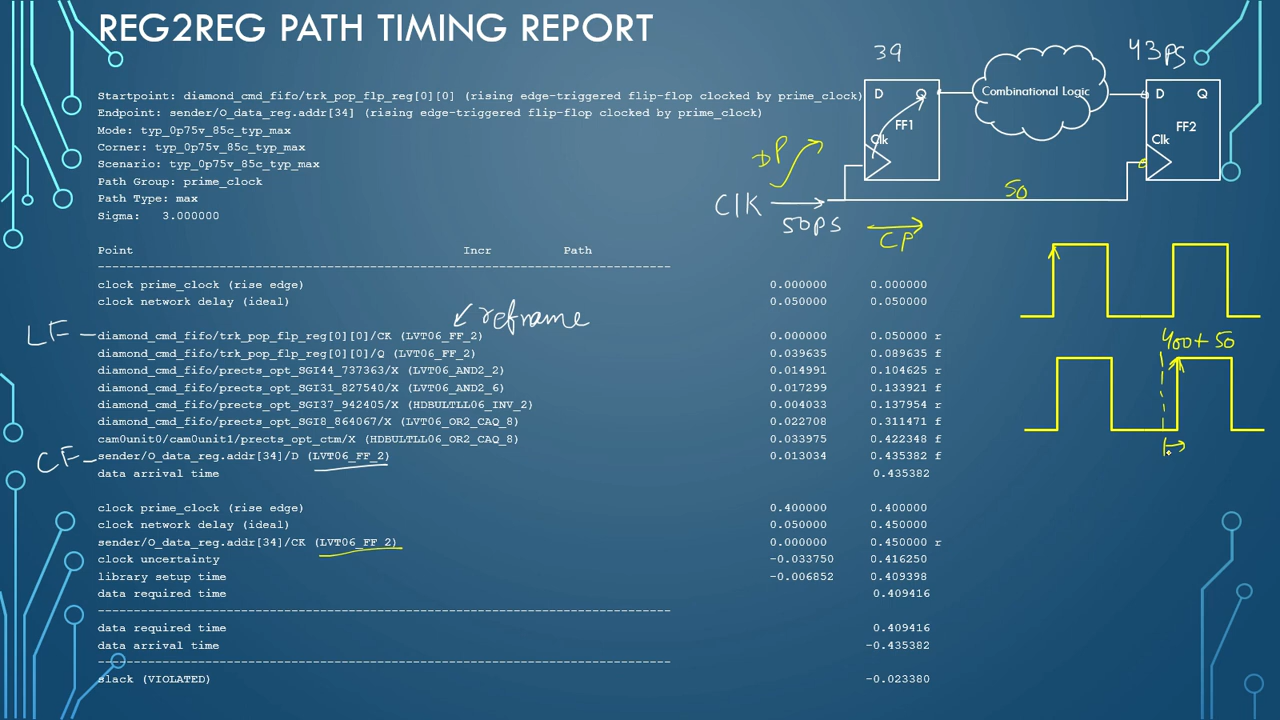 REG2REG PATH TIMING REPORT
Startpoint: diamond_cmd_fifo/trk_pop_flp_reg[0][0] (rising edge-triggered flip-flop clocked by prime_clock)
Endpoint: sender/O_data_reg.addr[34] (rising edge-triggered flip-flop clocked by prime_clock)
Mode: typ_0p75v_85c_typ_max
Corner: typ_0p75v_85c_typ_max
Scenario: typ_0p75v_85c_typ_max
Path Group: prime_clock
Path Type: max
Sigma: 3.000000
Point Incr Path
clock prime_clock (rise edge) 0.000000 0.000000
clock network delay (ideal) 0.050000 0.050000
LF diamond_cmd_fifo/trk_pop_flp_reg[0][0]/CK (LVT06_FF_2) 0.000000 0.050000 r
diamond_cmd_fifo/trk_pop_flp_reg[0][0]/Q (LVT06_FF_2) 0.039635 0.089635 f
diamond_cmd_fifo/prects_opt_SGI44_737363/X (LVT06_AND2_2) 0.014991 0.104625 r
diamond_cmd_fifo/prects_opt_SGI31_827540/X (LVT06_AND2_6) 0.017299 0.133921 f
diamond_cmd_fifo/prects_opt_SGI37_942405/X (HDBULTLL06_INV_2) 0.004033 0.137954 r
diamond_cmd_fifo/prects_opt_SGI8_864067/X (LVT06_OR2_CAQ_8) 0.022708 0.311471 f
cam0unit0/cam0unit1/prects_opt_ctm/X (HDBULTLL06_OR2_CAQ_8) 0.033975 0.422348 f
CF sender/O_data_reg.addr[34]/D (LVT06_FF_2) 0.013034 0.435382 f
data arrival time 0.435382
clock prime_clock (rise edge) 0.400000 0.400000
clock network delay (ideal) 0.050000 0.450000
sender/O_data_reg.addr[34]/CK (LVT06_FF_2) 0.000000 0.450000 r
clock uncertainty -0.033750 0.416250
library setup time -0.006852 0.409398
data required time 0.409416
data required time 0.409416
data arrival time -0.435382
slack (VIOLATED) -0.023380
reframe
39
43PS
D Q
FF1
Clk
Combinational Logic
D Q
FF2
Clk
DP
Clk
50PS
50
CP
400+50